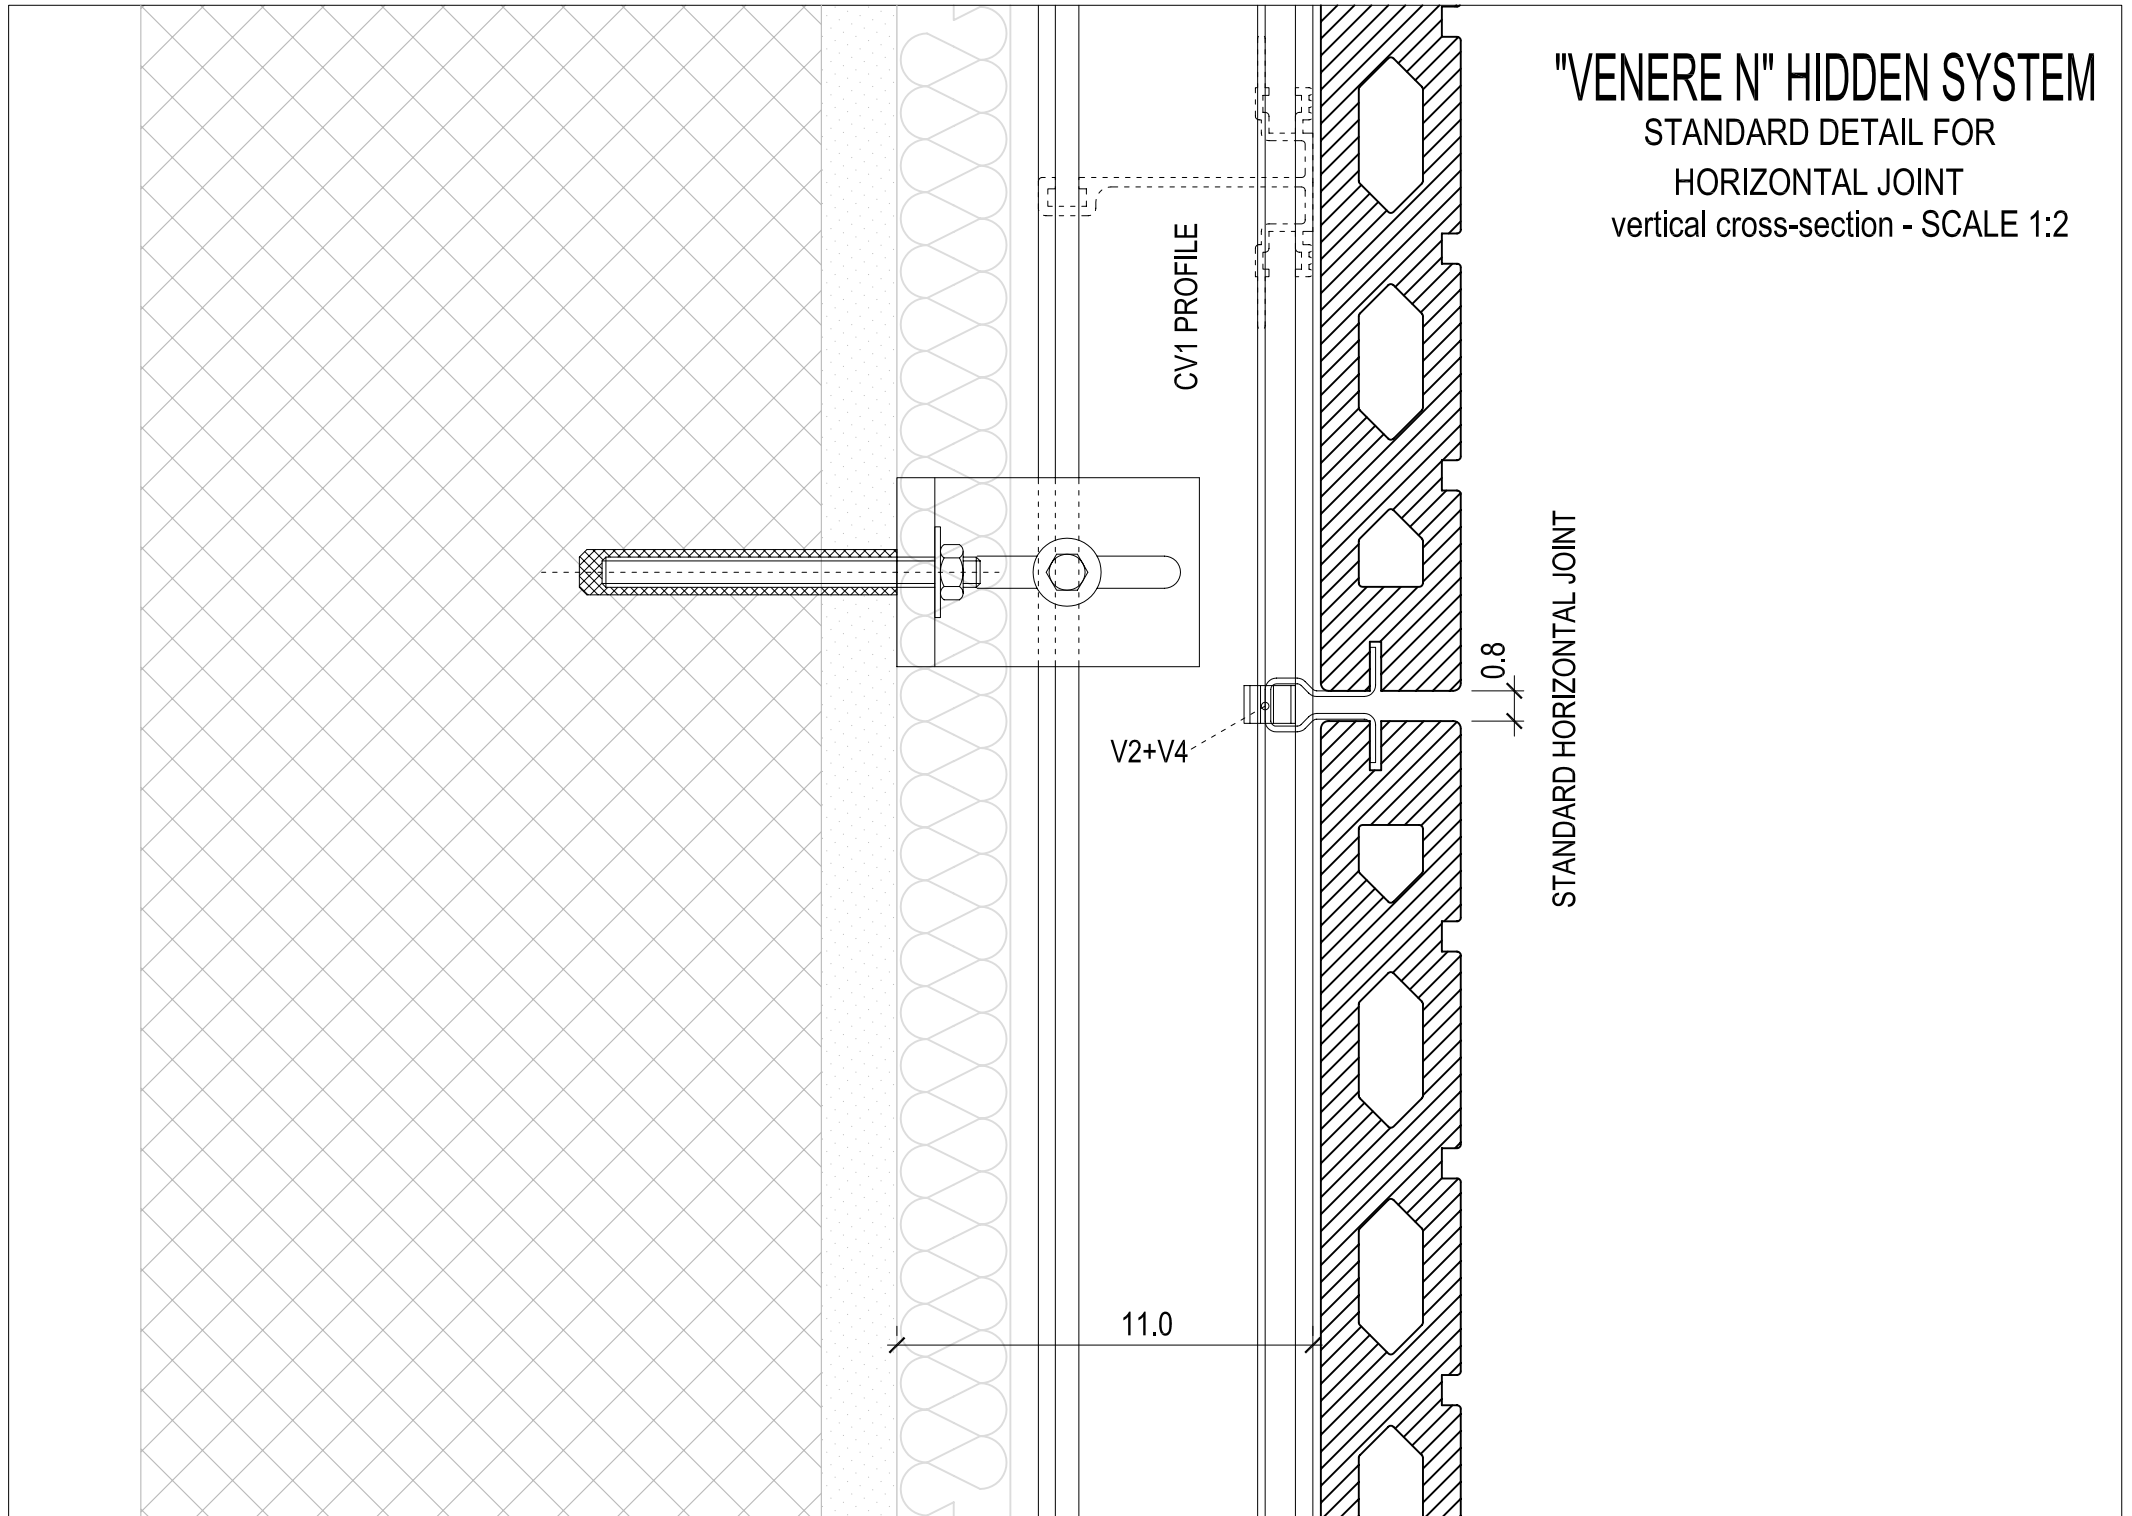 "VENERE N" HIDDEN SYSTEM
STANDARD DETAIL FOR
HORIZONTAL JOINT
vertical cross-section - SCALE 1:2
CV1 PROFILE
STANDARD HORIZONTAL JOINT
0.8
V2+V4
11.0